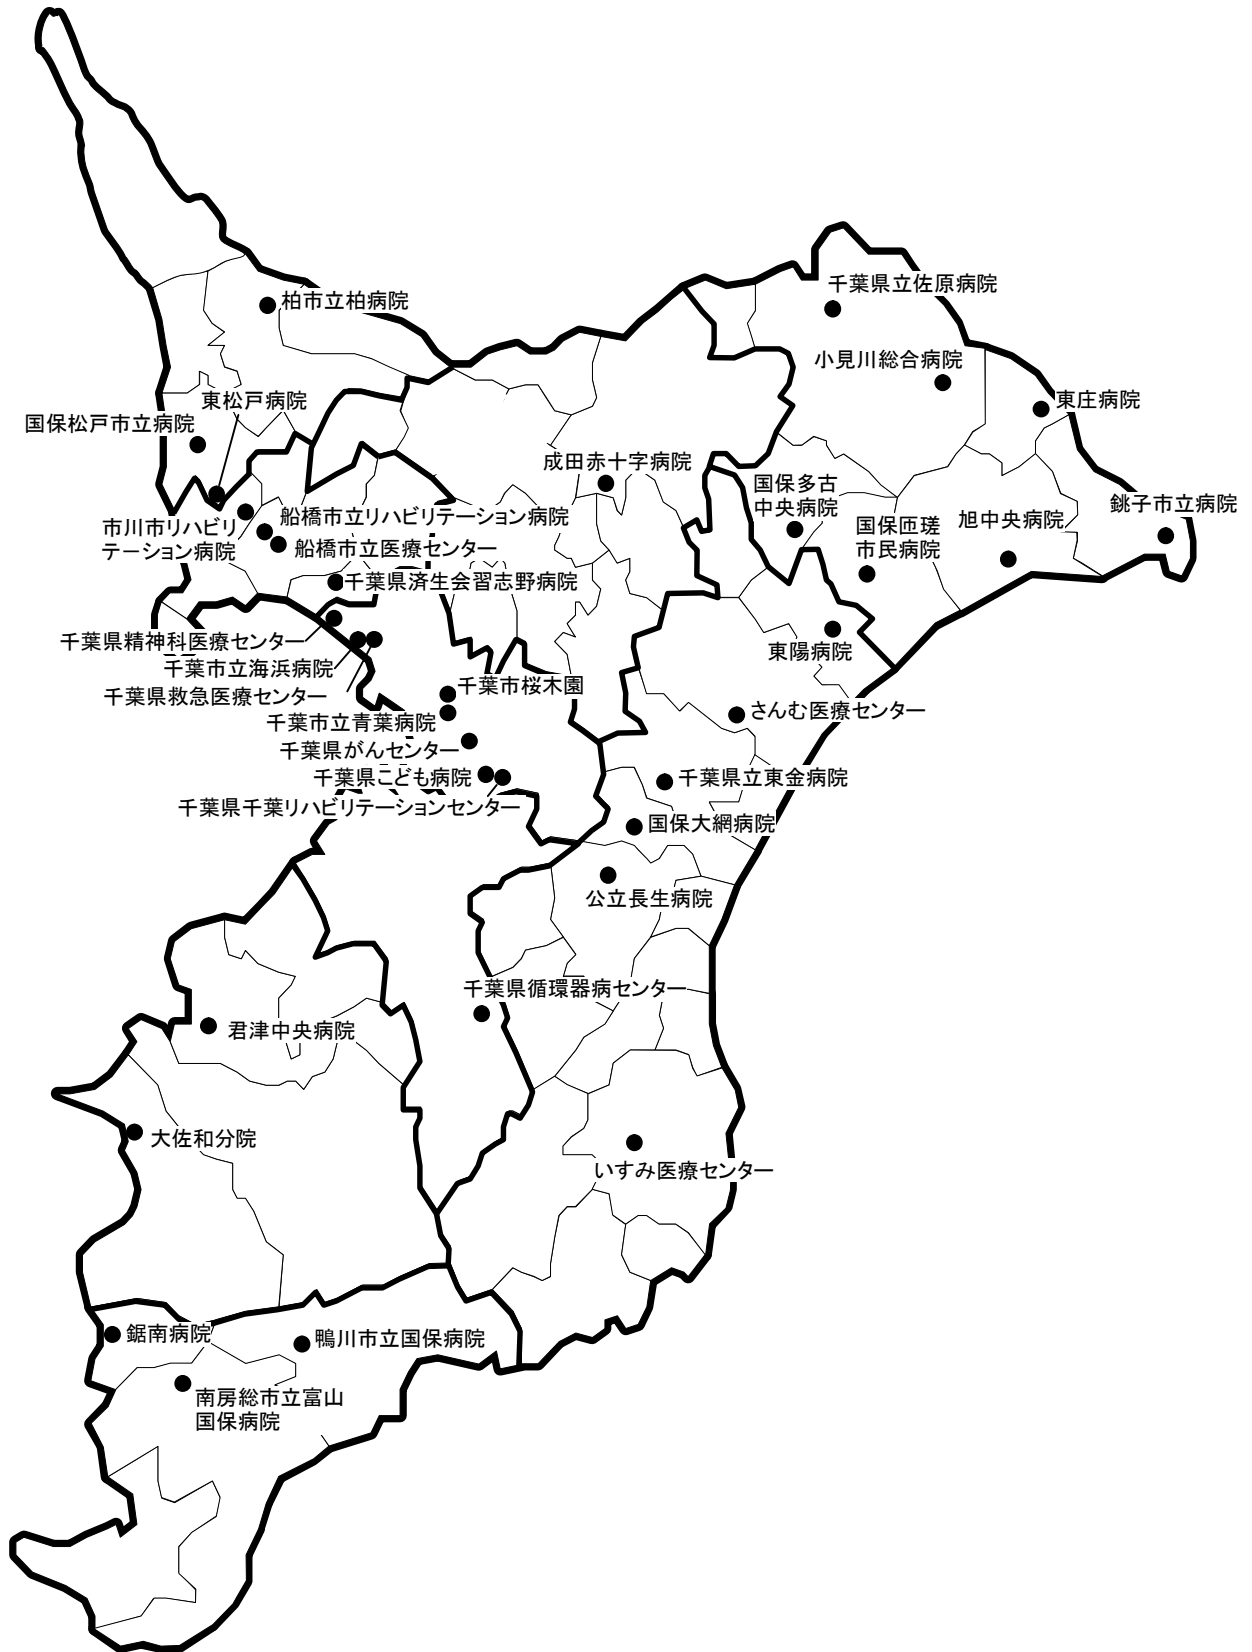 千葉県立佐原病院
柏市立柏病院
小見川総合病院
東松戸病院
東庄病院
国保松戸市立病院
成田赤十字病院
国保多古
中央病院
銚子市立病院
船橋市立リハビリテーション病院
市川市リハビリ
テーション病院
旭中央病院
国保匝瑳
市民病院
船橋市立医療センター
千葉県済生会習志野病院
千葉県精神科医療センター
東陽病院
千葉市立海浜病院
千葉県救急医療センター
千葉市桜木園
さんむ医療センター
千葉市立青葉病院
千葉県がんセンター
千葉県こども病院
千葉県立東金病院
千葉県千葉リハビリテーションセンター
国保大網病院
公立長生病院
千葉県循環器病センター
君津中央病院
大佐和分院
いすみ医療センター
鋸南病院
鴨川市立国保病院
南房総市立富山
国保病院